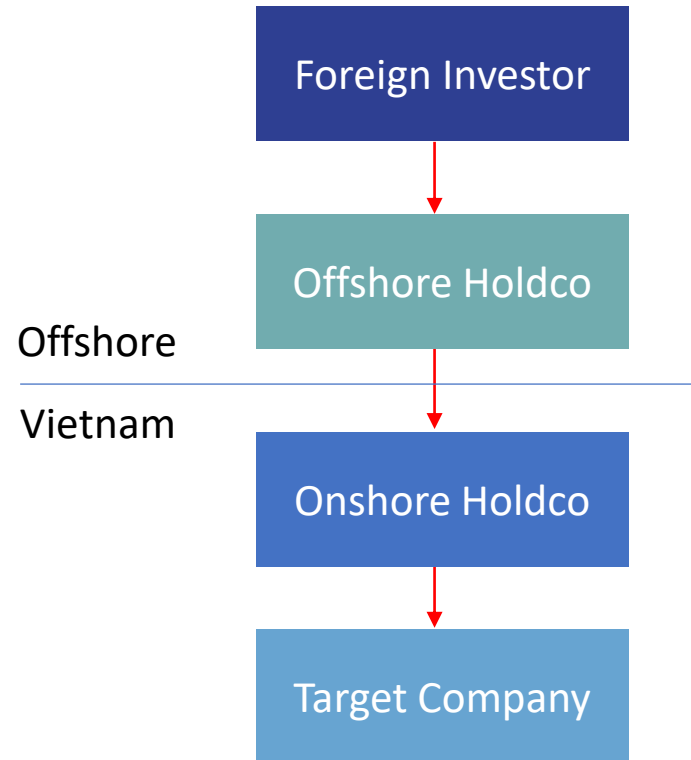 Foreign Investor
Offshore Holdco
Offshore
Vietnam
Onshore Holdco
Target Company